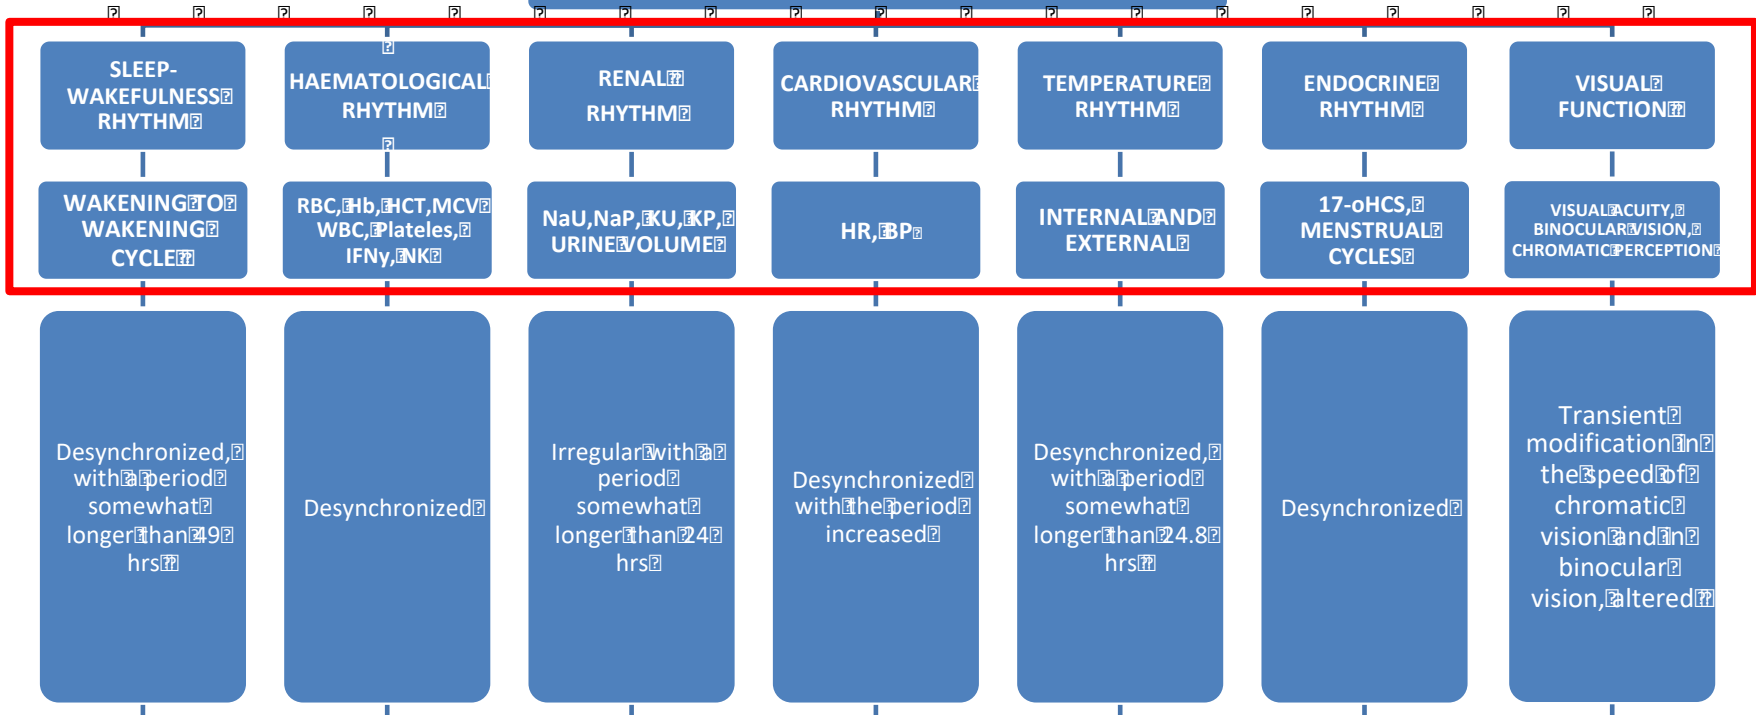 SLEEP-
WAKEFULNESS
RHYTHM
HAEMATOLOGICAL
RHYTHM
RENAL
RHYTHM
CARDIOVASCULAR
RHYTHM
TEMPERATURE
RHYTHM
ENDOCRINE
RHYTHM
VISUAL
FUNCTION
WAKENING TO
WAKENING
CYCLE
RBC, Hb, HCT,MCV
WBC, Plateles,
IFNy, NK
NaU,NaP, KU, KP,
URINE VOLUME
HR, BP
INTERNAL AND
EXTERNAL
17-oHCS,
MENSTRUAL
CYCLES
VISUAL ACUITY,
BINOCULAR VISION,
CHROMATIC PERCEPTION
Desynchronized,
with a period
somewhat
longer than 49
hrs
Desynchronized
Irregular with a
period
somewhat
longer than 24
hrs
Desynchronized
with the period
increased
Desynchronized,
with a period
somewhat
longer than 24.8
hrs
Desynchronized
Transient
modification in
the speed of
chromatic
vision and in
binocular
vision, altered